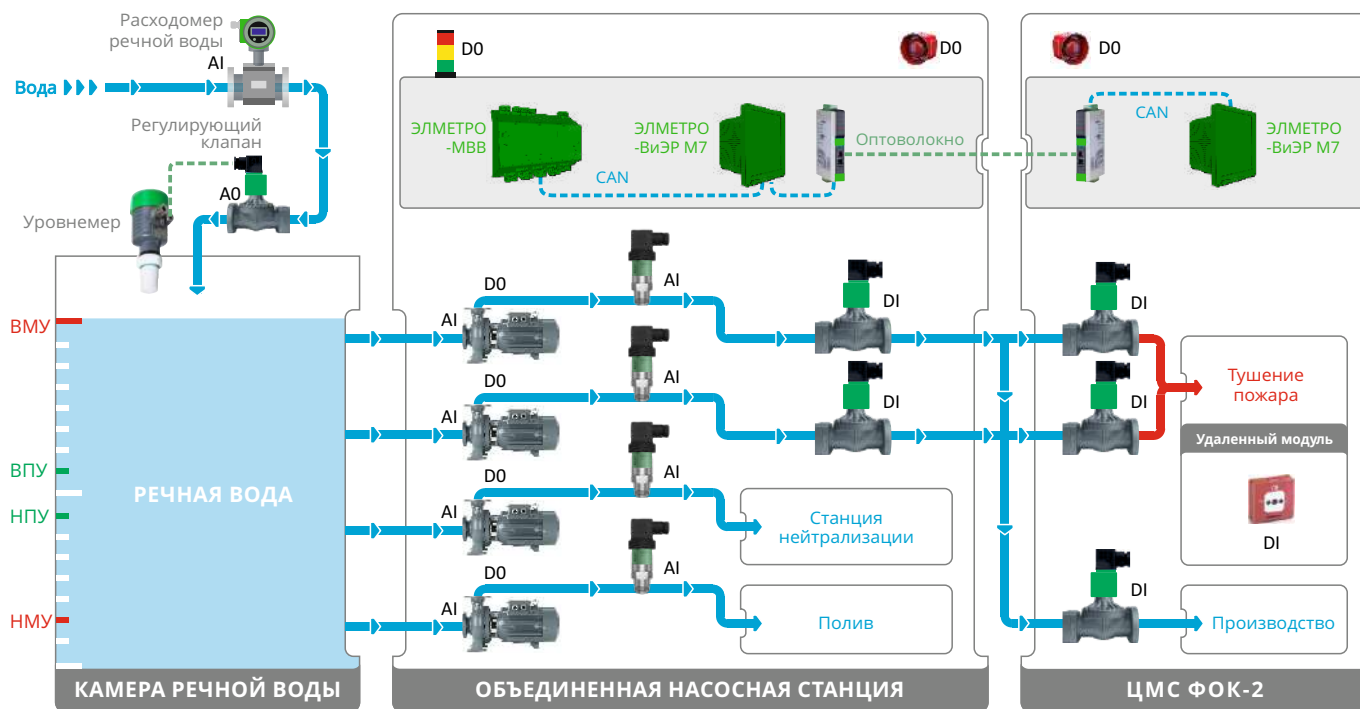 Расходомер
речной воды
AI
Вода
Регулирующий
клапан
A0
Уровнемер
ВМУ
ВПУ
НПУ
НМУ
РЕЧНАЯ ВОДА
КАМЕРА РЕЧНОЙ ВОДЫ
D0
D0
ЭЛМЕТРО
-МВВ
ЭЛМЕТРО
-ВиЭР М7
CAN
Оптоволокно
D0
AI
AI
DI
D0
AI
AI
DI
D0
AI
AI
Станция
нейтрализации
D0
AI
AI
Полив
ОБЪЕДИНЕННАЯ НАСОСНАЯ СТАНЦИЯ
D0
CAN
ЭЛМЕТРО
-ВиЭР М7
DI
DI
Тушение
пожара
Удаленный модуль
DI
DI
Производство
ЦМС ФОК-2